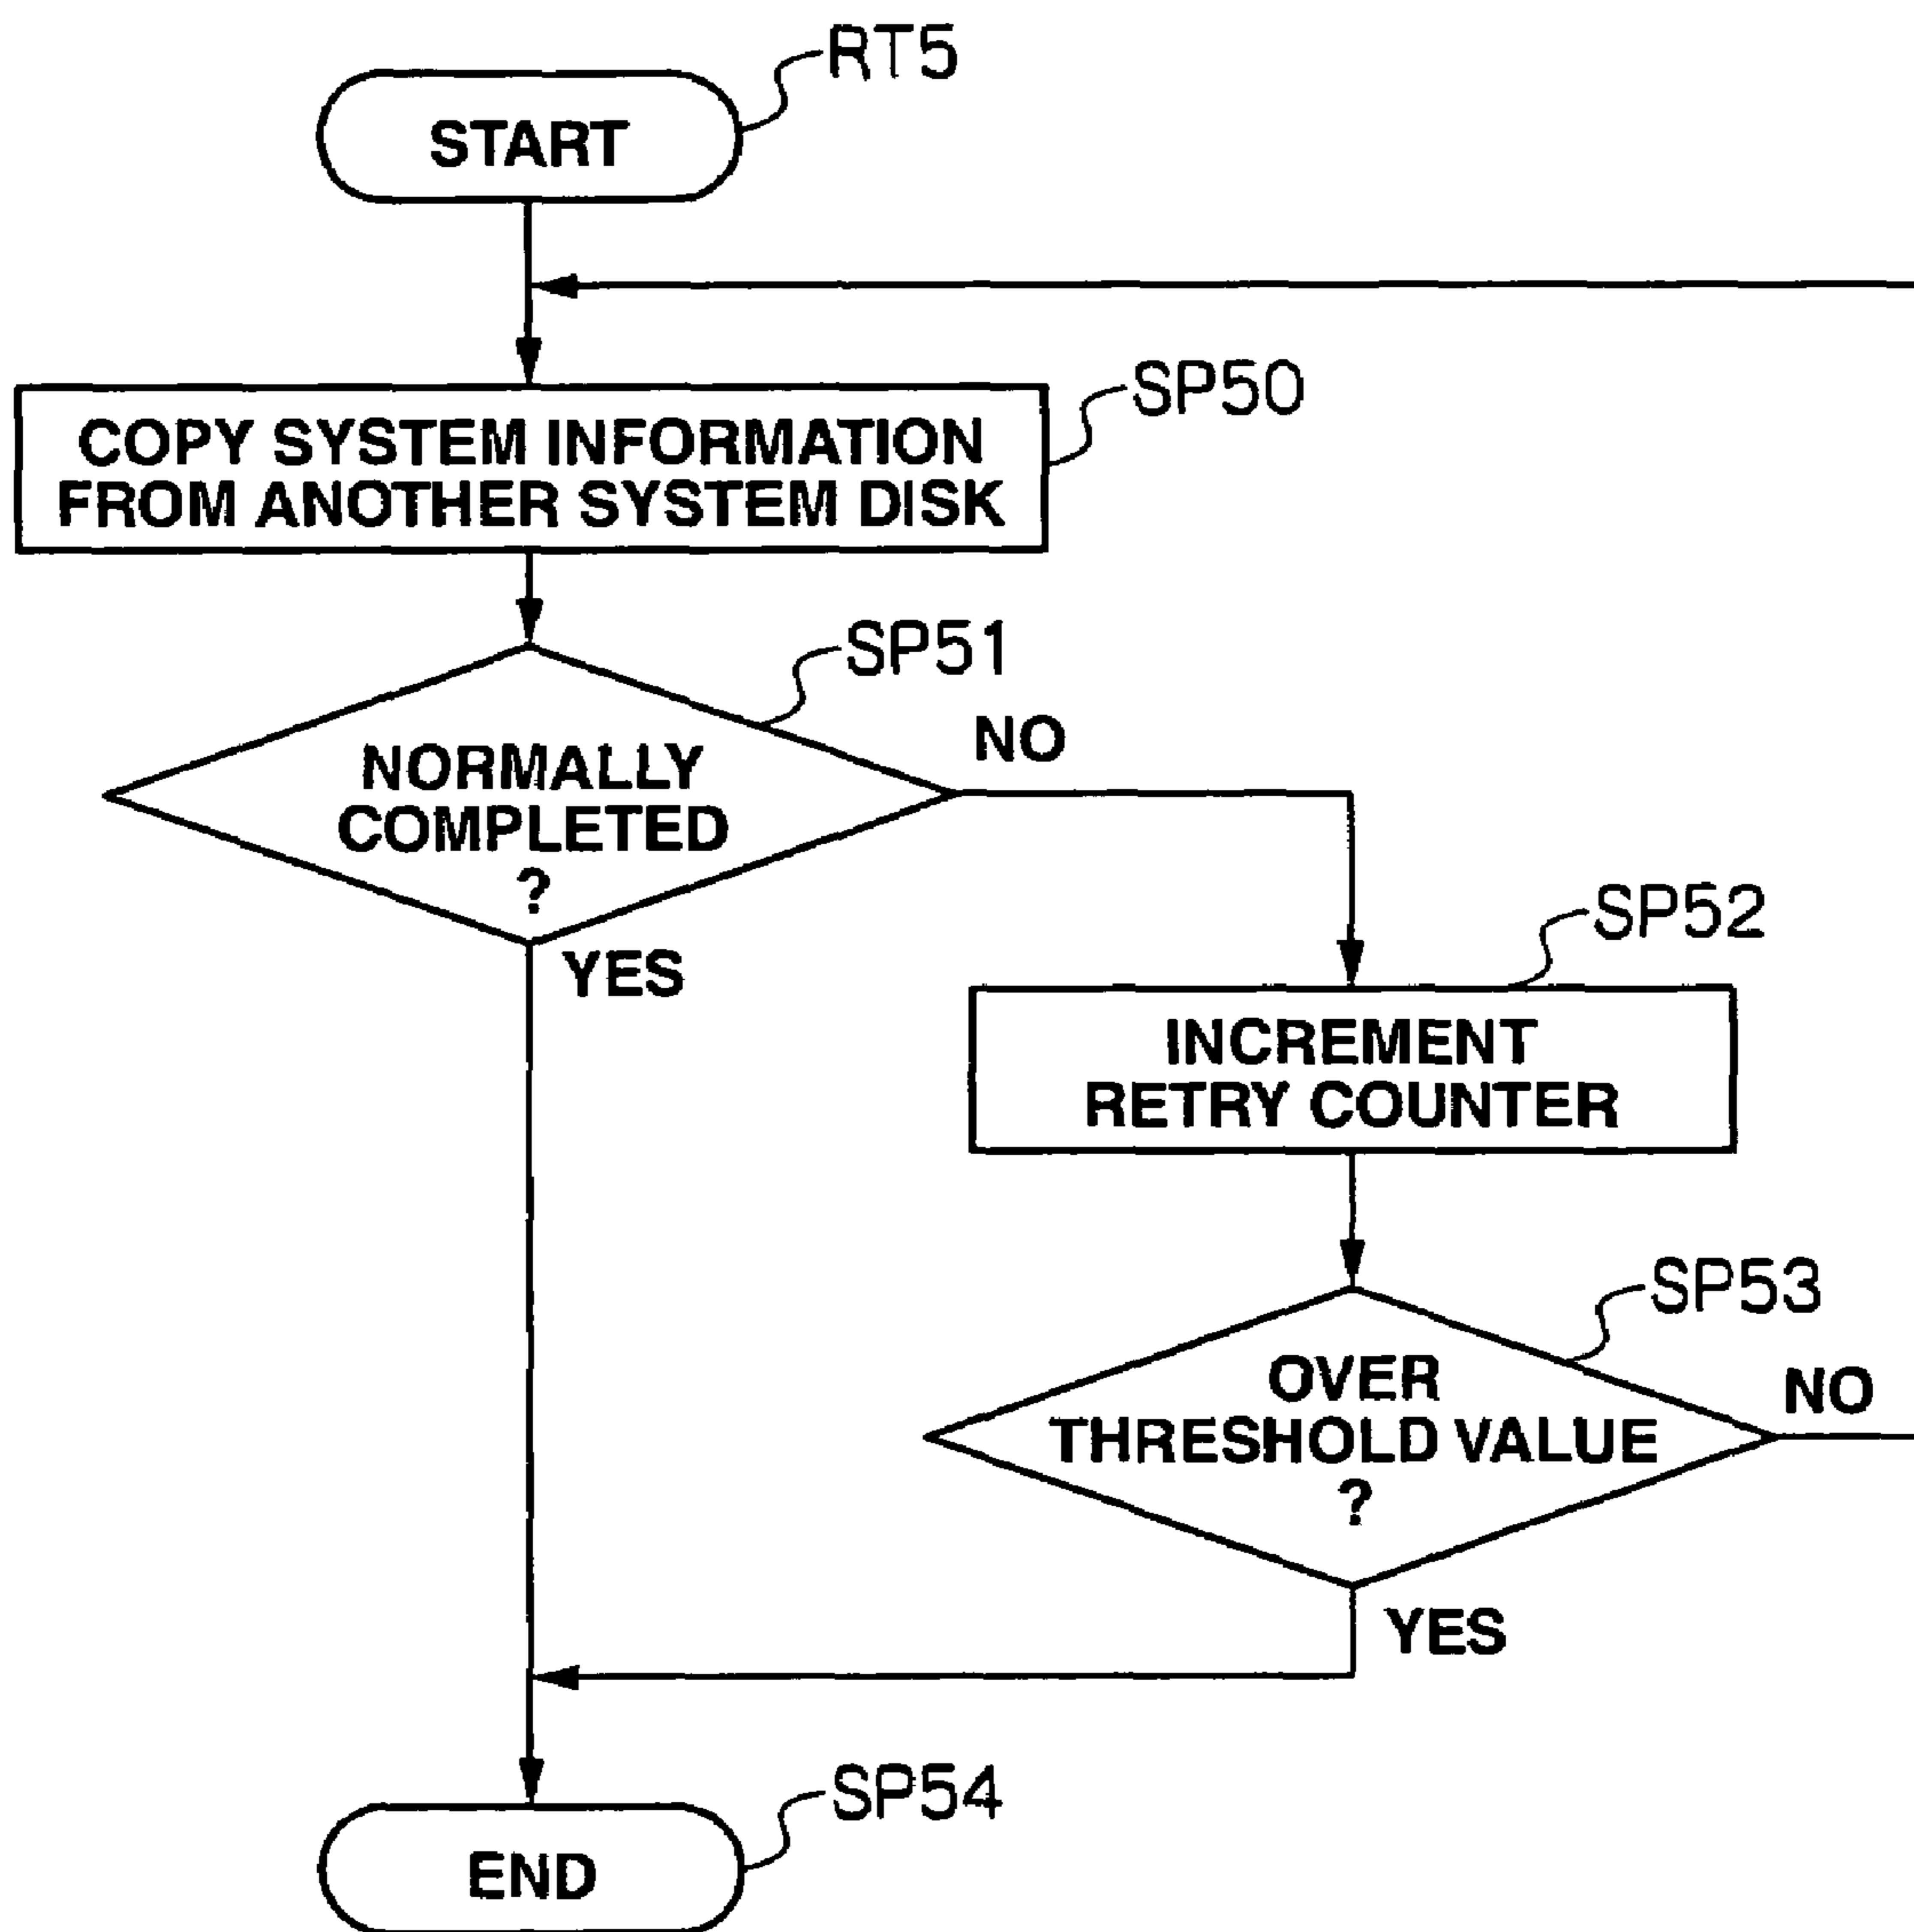 RT5
START
SP50
COPY SYSTEM INFORMATION
FROM ANOTHER SYSTEM DISK
SP51
NO
NORMALLY
COMPLETED
?
YES
SP52
INCREMENT
RETRY COUNTER
SP53
OVER
THRESHOLD VALUE
?
NO
YES
SP54
END